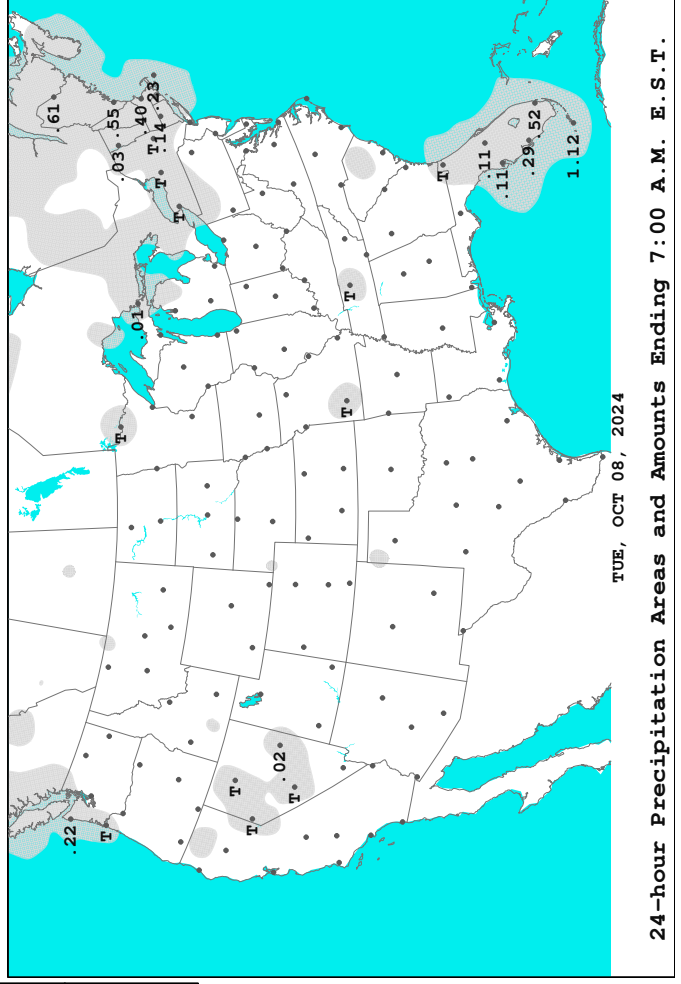 .22
T
T
T
T
.02
T
.01
T
T
.61
.55
.03
.40
.23
.14
T
T
T
T
.11
.11
.52
.29
1.12
TUE, OCT 08, 2024
24-hour Precipitation Areas and Amounts Ending 7:00 A.M. E.S.T.